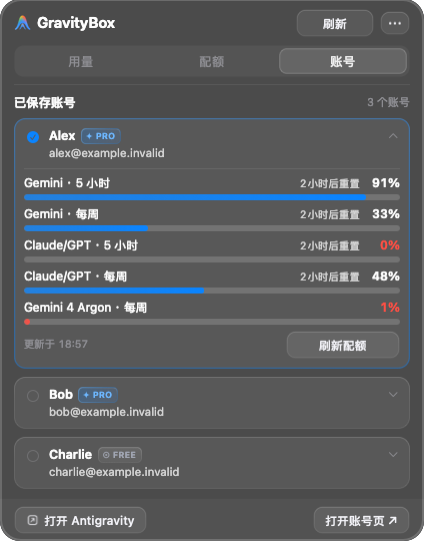 GravityBox 刷新 ···
用量 配额 账号
已保存账号 3 个账号
Alex PRO
alex@example.invalid
Gemini · 5 小时 2小时后重置 91%
Gemini · 每周 2小时后重置 33%
Claude/GPT · 5 小时 2小时后重置 0%
Claude/GPT · 每周 2小时后重置 48%
Gemini 4 Argon · 每周 1%
更新于 18:57 刷新配额
Bob PRO
bob@example.invalid
Charlie FREE
charlie@example.invalid
打开 Antigravity 打开账号页